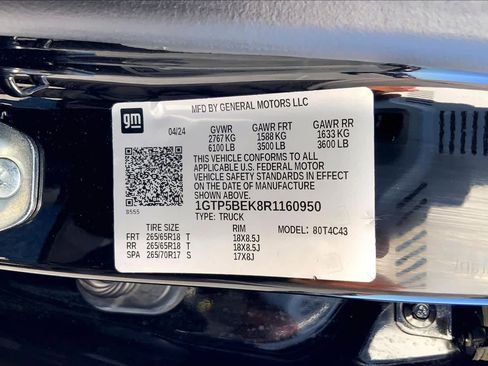 MFD BY GENERAL MOTORS LLC
gm
04/24 GVWR GAWR FRT GAWR RR
2767 KG 1588 KG 1633 KG
6100 LB 3500 LB 3600 LB
THIS VEHICLE CONFORMS TO ALL
APPLICABLE U.S. FEDERAL MOTOR
VEHICLE SAFETY STANDARDS IN EFFECT
ON THE DATE OF MANUFACTURE
SHOWN ABOVE.
8555
1GTP5BEK8R1160950
TYPE: TRUCK
TIRE SIZE RIM MODEL: 80T4C43
FRT 265/65R18 T 18X8.5J
RR 265/65R18 T 18X8.5J
SPA 265/70R17 S 17X8J